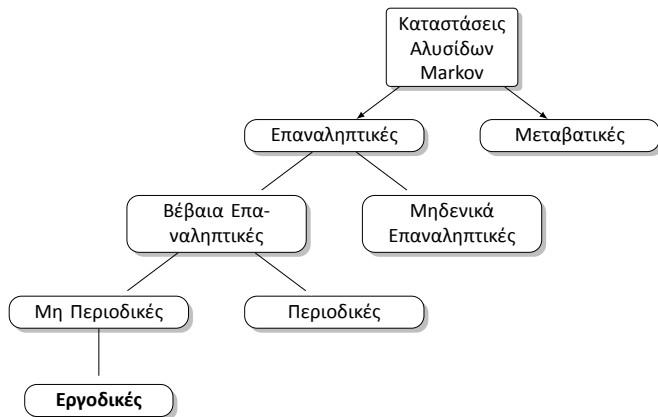 Καταστάσεις
Αλυσίδων
Markov
Επαναληπτικές
Μεταβατικές
Βέβαια Επα-
ναληπτικές
Μηδενικά
Επαναληπτικές
Μη Περιοδικές
Περιοδικές
Εργοδικές